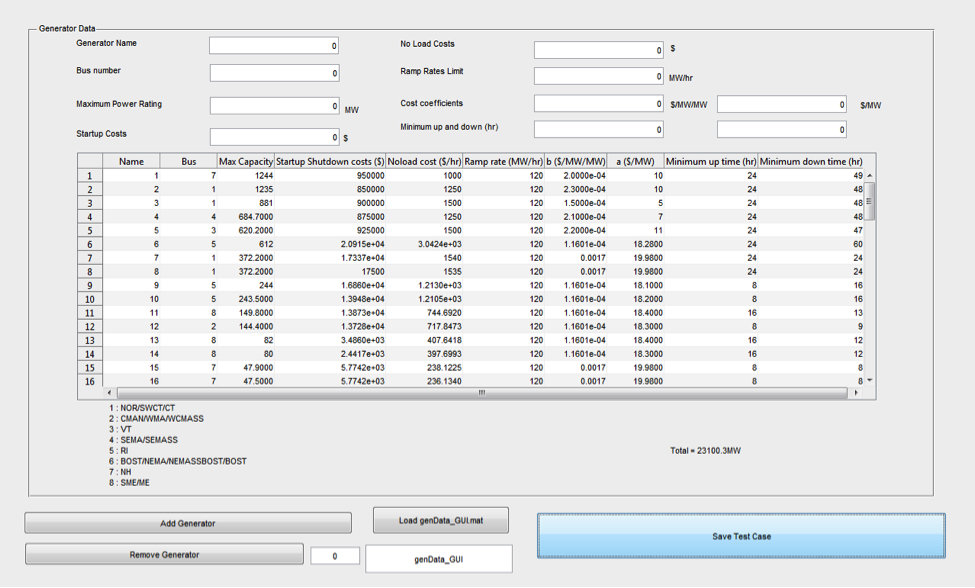 Generator Data
Generator Name 0 No Load Costs 0 $
Bus number 0 Ramp Rates Limit 0 MW/hr
Maximum Power Rating 0 MW Cost coefficients 0 $/MW/MW 0 $/MW
Startup Costs 0 $ Minimum up and down (hr) 0 0
Name Bus Max Capacity Startup Shutdown costs ($) Noload cost ($/hr) Ramp rate (MW/hr) b ($/MW/MW) a ($/MW) Minimum up time (hr) Minimum down time (hr)
1 1 7 1244 950000 1000 120 2.0000e-04 10 24 49
2 2 1 1235 850000 1250 120 2.3000e-04 10 24 48
3 3 1 881 900000 1500 120 1.5000e-04 5 24 48
4 4 4 684.7000 875000 1250 120 2.1000e-04 7 24 48
5 5 3 620.2000 925000 1500 120 2.2000e-04 11 24 47
6 6 5 612 2.0915e+04 3.0424e+03 120 1.1601e-04 18.2800 24 60
7 7 1 372.2000 1.7337e+04 1540 120 0.0017 19.9800 24 24
8 8 1 372.2000 17500 1535 120 0.0017 19.9800 24 24
9 9 5 244 1.6860e+04 1.2130e+03 120 1.1601e-04 18.1000 8 16
10 10 5 243.5000 1.3948e+04 1.2105e+03 120 1.1601e-04 18.2000 8 16
11 11 8 149.8000 1.3873e+04 744.6920 120 1.1601e-04 18.4000 16 13
12 12 2 144.4000 1.3728e+04 717.8473 120 1.1601e-04 18.3000 8 9
13 13 8 82 3.4860e+03 407.6418 120 1.1601e-04 18.4000 16 12
14 14 8 80 2.4417e+03 397.6993 120 1.1601e-04 18.3000 16 12
15 15 7 47.9000 5.7742e+03 238.1225 120 0.0017 19.9800 8 8
16 16 7 47.5000 5.7742e+03 236.1340 120 0.0017 19.9800 8 8
1 : NOR/SWCT/CT
2 : CMAN/WMA/WCMASS
3 : VT
4 : SEMA/SEMASS
5 : RI
6 : BOST/NEMA/NEMASSBOST/BOST
7 : NH
8 : SME/ME
Total = 23100.3MW
Add Generator Load genData_GUI.mat
Save Test Case
Remove Generator 0 genData_GUI